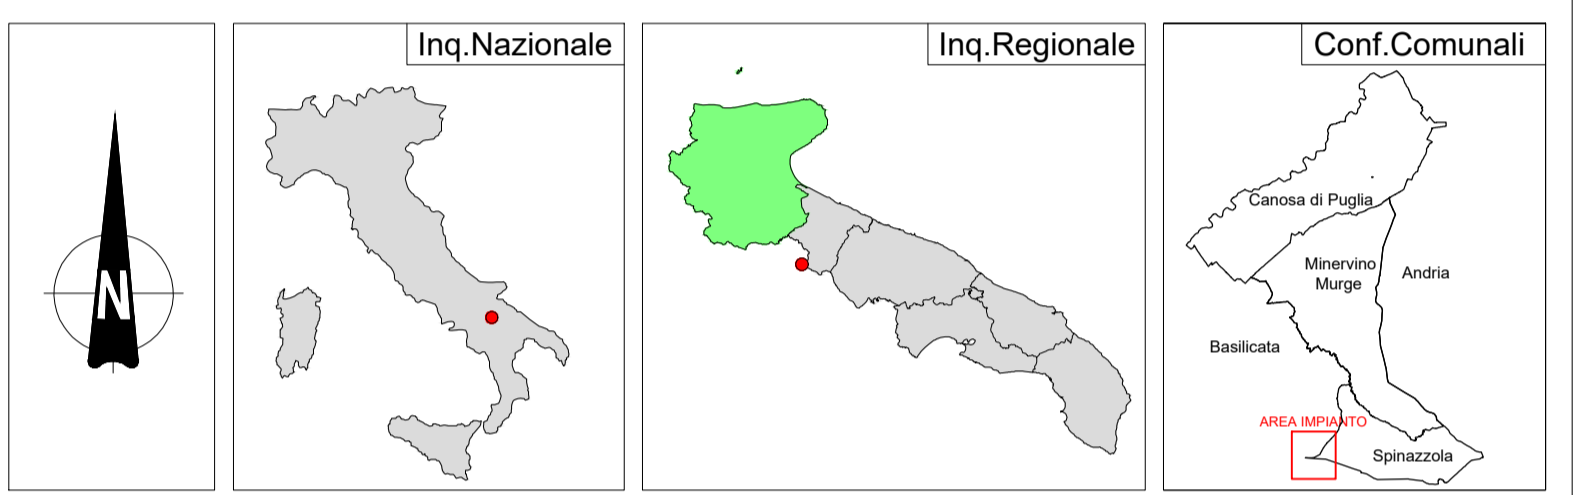 N
Inq.Nazionale
Inq.Regionale
Conf.Comunali
Canosa di Puglia
Minervino
Murge
Andria
Basilicata
AREA IMPIANTO
Spinazzola